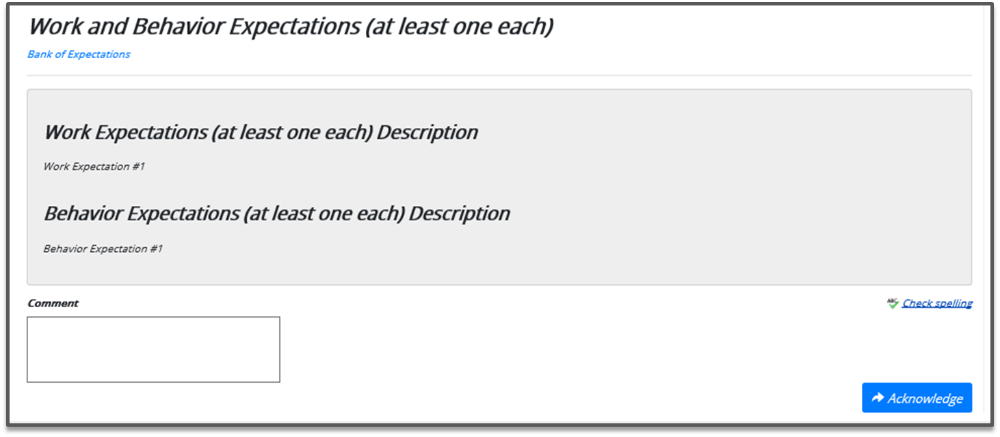 Work and Behavior Expectations (at least one each)
Bank of Expectations
Work Expectations (at least one each) Description
Work Expectation #1
Behavior Expectations (at least one each) Description
Behavior Expectation #1
Comment
ABC Check spelling
Acknowledge